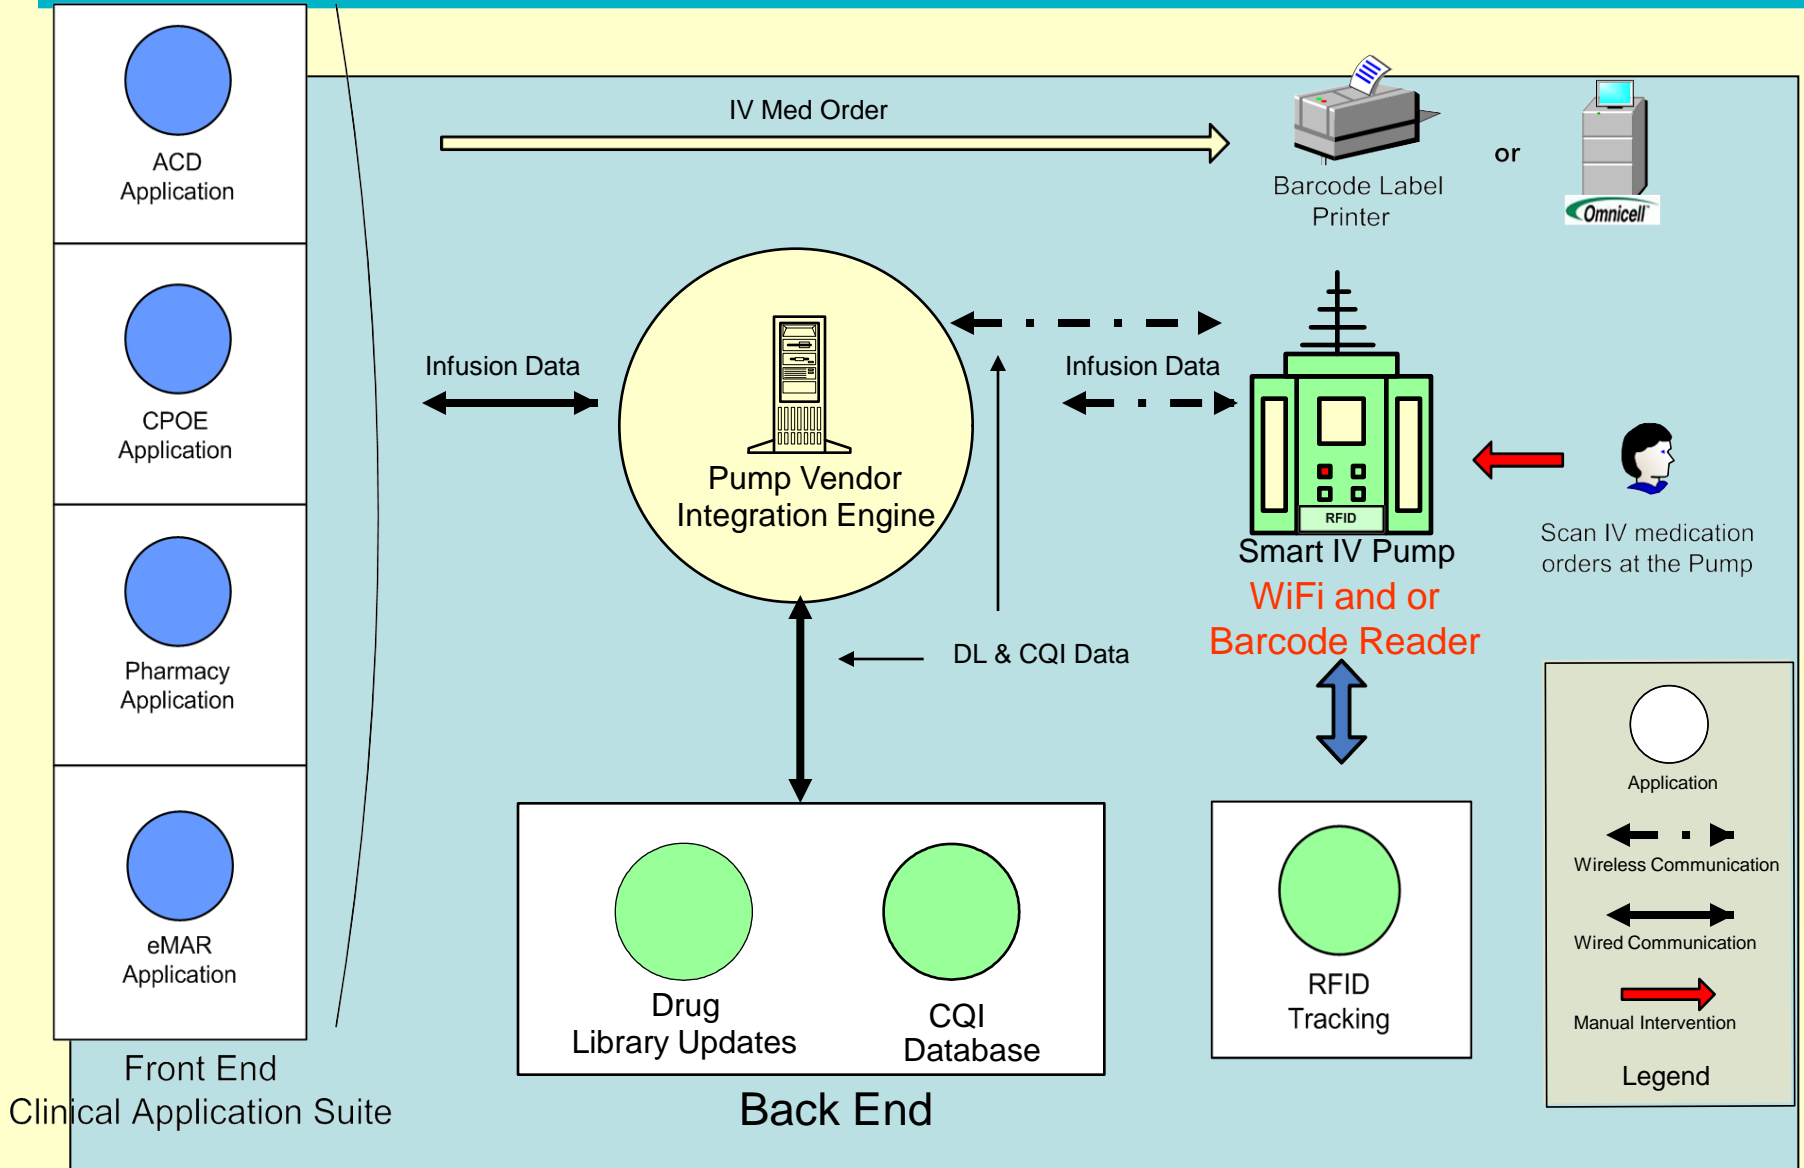 ACD
Application
CPOE
Application
Pharmacy
Application
eMAR
Application
Front End
Clinical Application Suite
IV Med Order
Barcode Label
Printer
or
Omnicell
Infusion Data
Pump Vendor
Integration Engine
Infusion Data
RFID
Smart IV Pump
WiFi and or
Barcode Reader
Scan IV medication
orders at the Pump
DL & CQI Data
Drug
Library Updates
CQI
Database
Back End
RFID
Tracking
Application
Wireless Communication
Wired Communication
Manual Intervention
Legend